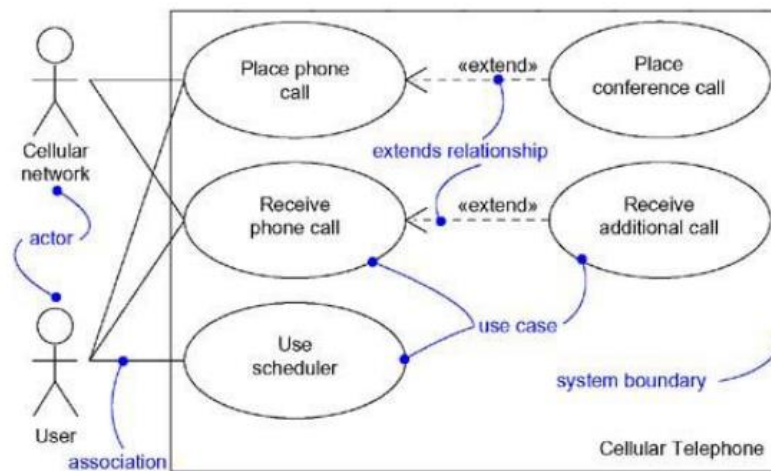 Place phone
call
«extend»
Place
conference call
Cellular
network
extends relationship
Receive
phone call
«extend»
Receive
additional call
actor
use case
Use
scheduler
system boundary
User
association
Cellular Telephone